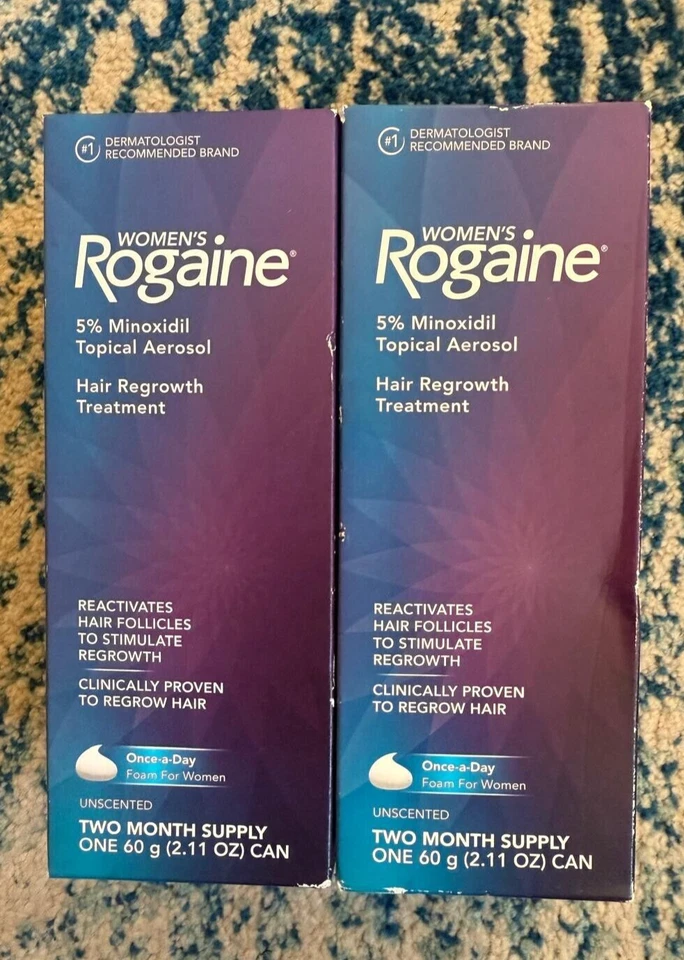 #1 DERMATOLOGIST
RECOMMENDED BRAND
WOMEN'S
Rogaine®
5% Minoxidil
Topical Aerosol
Hair Regrowth
Treatment
REACTIVATES
HAIR FOLLICLES
TO STIMULATE
REGROWTH
CLINICALLY PROVEN
TO REGROW HAIR
Once-a-Day
Foam For Women
UNSCENTED
TWO MONTH SUPPLY
ONE 60 g (2.11 OZ) CAN
#1 DERMATOLOGIST
RECOMMENDED BRAND
WOMEN'S
Rogaine®
5% Minoxidil
Topical Aerosol
Hair Regrowth
Treatment
REACTIVATES
HAIR FOLLICLES
TO STIMULATE
REGROWTH
CLINICALLY PROVEN
TO REGROW HAIR
Once-a-Day
Foam For Women
UNSCENTED
TWO MONTH SUPPLY
ONE 60 g (2.11 OZ) CAN